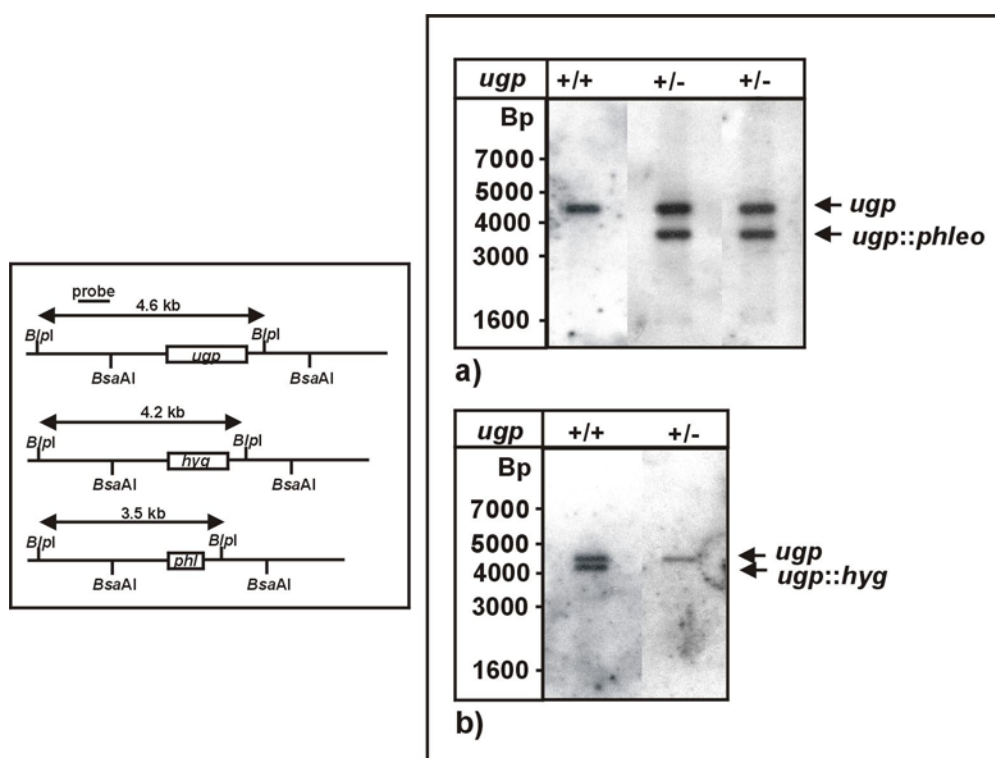 probe
4.6 kb
BlpI BlpI
ugp
BsaAI BsaAI
4.2 kb
BlpI BlpI
hyg
BsaAI BsaAI
3.5 kb
BlpI BlpI
phl
BsaAI BsaAI
ugp +/+ +/- +/-
Bp
7000
5000
ugp
4000
ugp::phleo
3000
1600
a)
ugp +/+ +/-
Bp
7000
5000
ugp
4000
ugp::hyg
3000
1600
b)